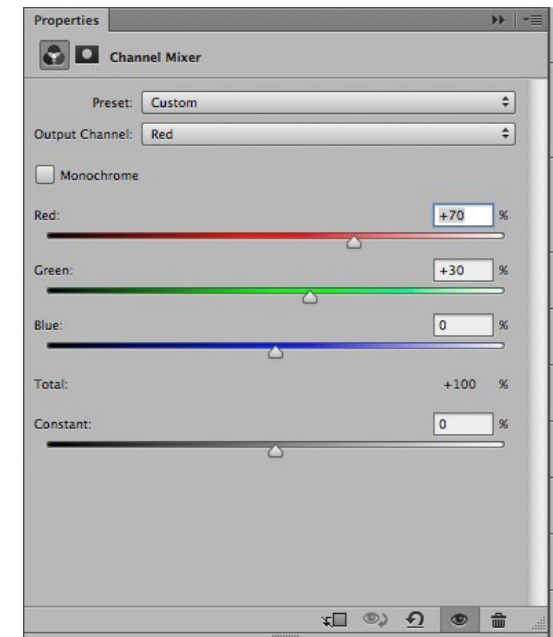 Properties
Channel Mixer
Preset: Custom
Output Channel: Red
Monochrome
Red: +70 %
Green: +30 %
Blue: 0 %
Total: +100 %
Constant: 0 %